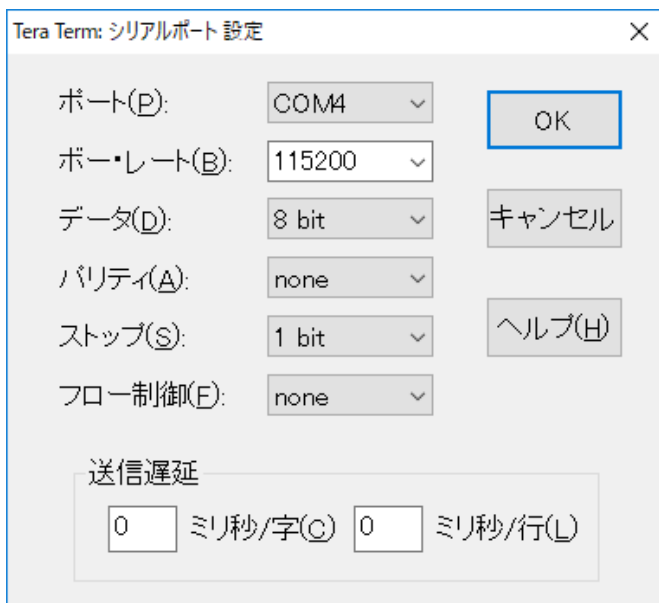 Tera Term: シリアルポート 設定
ポート(P): COM4
OK
ボー・レート(B): 115200
データ(D): 8 bit
キャンセル
パリティ(A): none
ストップ(S): 1 bit
ヘルプ(H)
フロー制御(F): none
送信遅延
0 ミリ秒/字(C) 0 ミリ秒/行(L)